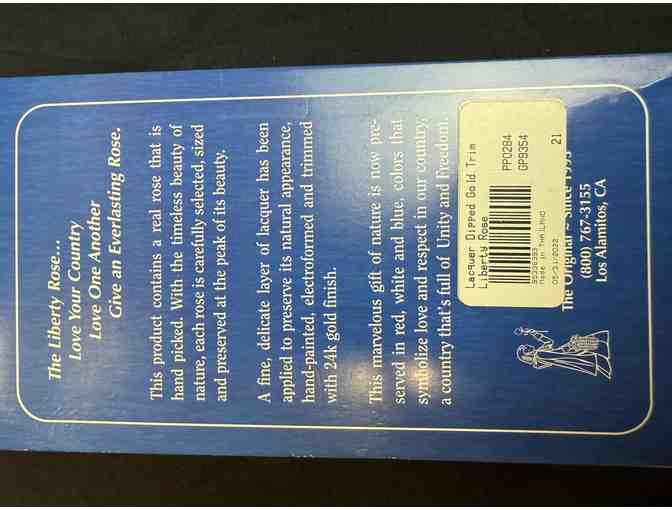 The Liberty Rose...
Love Your Country
Love One Another
Give an Everlasting Rose.
This product contains a real rose that is
hand picked. With the timeless beauty of
nature, each rose is carefully selected, sized
and preserved at the peak of its beauty.
A fine, delicate layer of lacquer has been
applied to preserve its natural appearance,
hand-painted, electroformed and trimmed
with 24k gold finish.
This marvelous gift of nature is now pre-
served in red, white and blue, colors that
symbolize love and respect in our country,
a country that's full of Unity and Freedom.
Lacquer Dipped Gold Trim
Liberty Rose
PP0284
GP8354
Made in THAILAND
05/31/2022
21
The Original ~ Since 1993
(800) 767-3155
Los Alamitos, CA